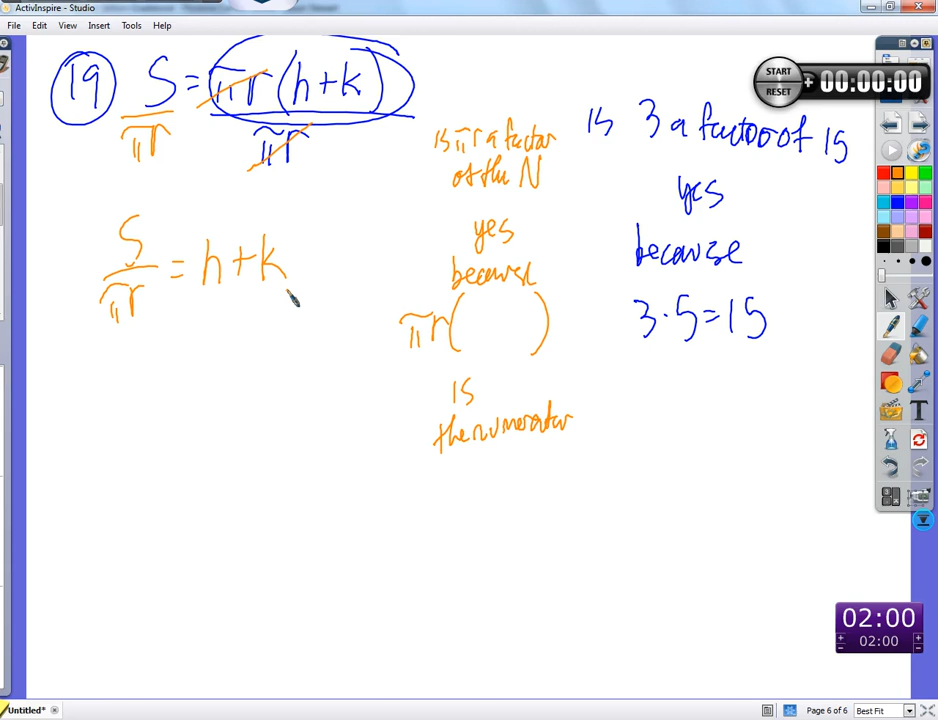 ActivInspire - Studio
File Edit View Insert Tools Help
START
RESET
00:00:00
19 S = πr(h+k)
πr πr
S
πr = h+k
is πr a factor
of the N
yes
because
πr( )
is
the numerator
is 3 a factor of 15
yes
because
3·5=15
02:00
02:00
Untitled*
Page 6 of 6
Best Fit